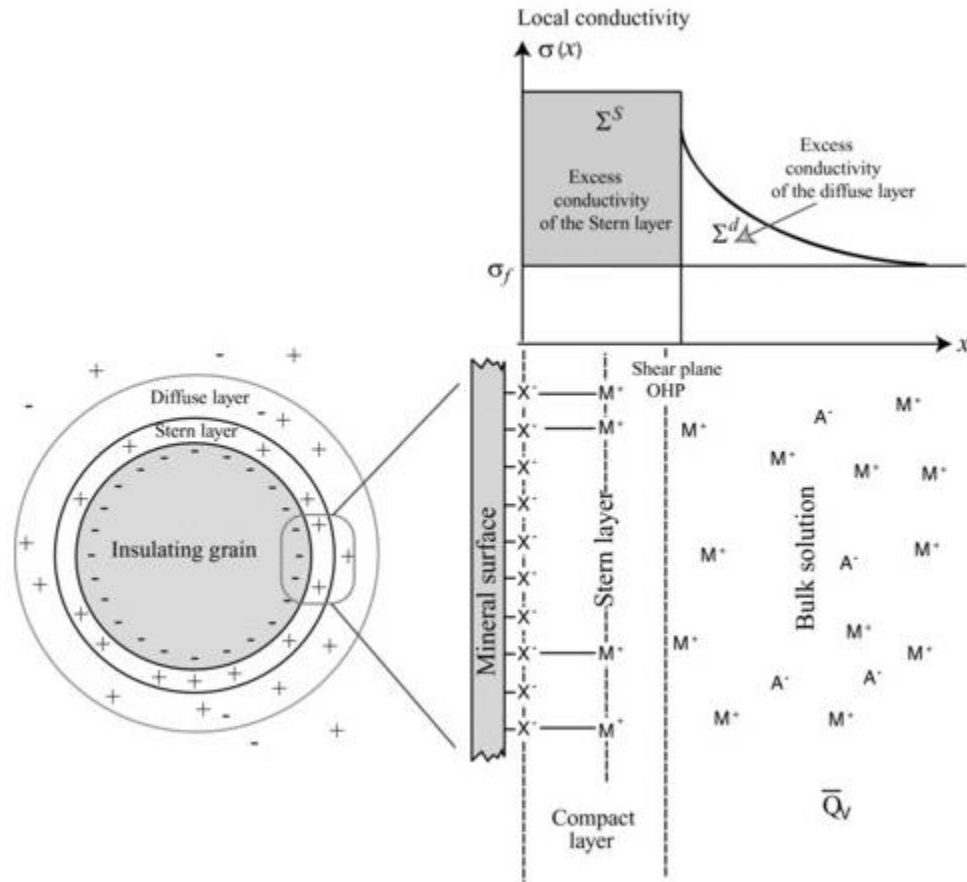 Local conductivity
σ(x)
Σ^S
Excess
conductivity
of the Stern layer
Excess
conductivity
of the diffuse layer
Σ^d
σ_f
x
Diffuse layer
Stern layer
Insulating grain
+ + + + + + + + + + + + + + + + + + + + + + + + +
- - - - - - - - - - - - - - - - - - - -
Mineral surface
Stern layer
Shear plane
OHP
Bulk solution
X⁻ M⁺
X⁻ M⁺
X⁻
X⁻
X⁻
X⁻
X⁻
X⁻ M⁺
X⁻
X⁻ M⁺
A⁻ M⁺
M⁺
M⁺ M⁺ M⁺
M⁺ A⁻ M⁺
M⁺ M⁺ M⁺
A⁻ A⁻
M⁺ M⁺
Compact
layer
Q̅_V